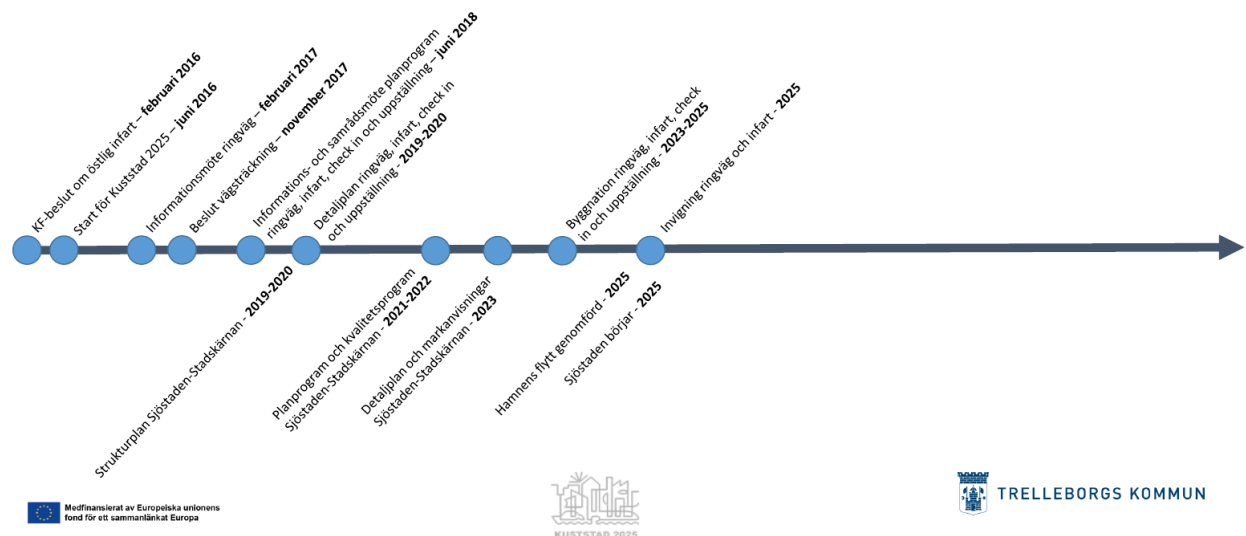 KF-beslut om östlig infart – februari 2016
Start för Kuststad 2025 – juni 2016
Informationsmöte ringväg – februari 2017
Beslut vägsträckning – november 2017
Informations- och samrådsmöte planprogram
ringväg, infart, check in och uppställning – juni 2018
Detaljplan ringväg, infart, check in
och uppställning - 2019-2020
Byggnation ringväg, infart, check
in och uppställning - 2023-2025
Invigning ringväg och infart - 2025
Strukturplan Sjöstaden-Stadskärnan - 2019-2020
Planprogram och kvalitetsprogram
Sjöstaden-Stadskärnan - 2021-2022
Detaljplan och markanvisningar
Sjöstaden-Stadskärnan - 2023
Hamnens flytt genomförd - 2025
Sjöstaden börjar - 2025
Medfinansierat av Europeiska unionens
fond för ett sammanlänkat Europa
KUSTSTAD 2025
TRELLEBORGS KOMMUN